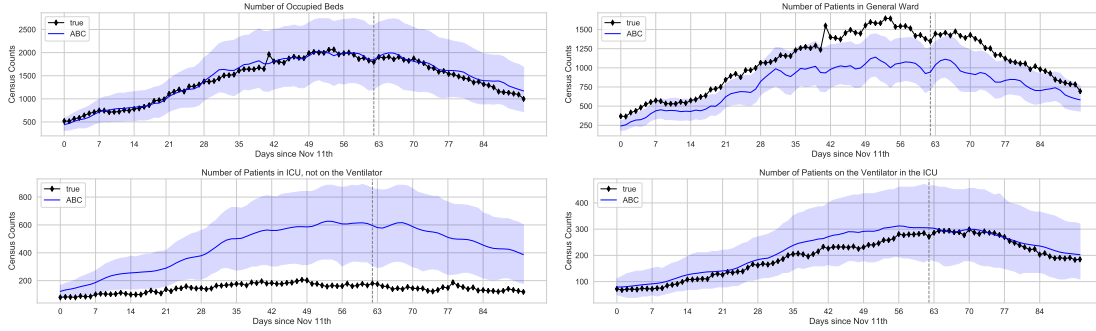 Number of Occupied Beds
Census Counts
2500
2000
1500
1000
500
true
ABC
0 7 14 21 28 35 42 49 56 63 70 77 84
Days since Nov 11th
Number of Patients in General Ward
Census Counts
1500
1250
1000
750
500
250
true
ABC
0 7 14 21 28 35 42 49 56 63 70 77 84
Days since Nov 11th
Number of Patients in ICU, not on the Ventilator
Census Counts
800
600
400
200
true
ABC
0 7 14 21 28 35 42 49 56 63 70 77 84
Days since Nov 11th
Number of Patients on the Ventilator in the ICU
Census Counts
400
300
200
100
true
ABC
0 7 14 21 28 35 42 49 56 63 70 77 84
Days since Nov 11th